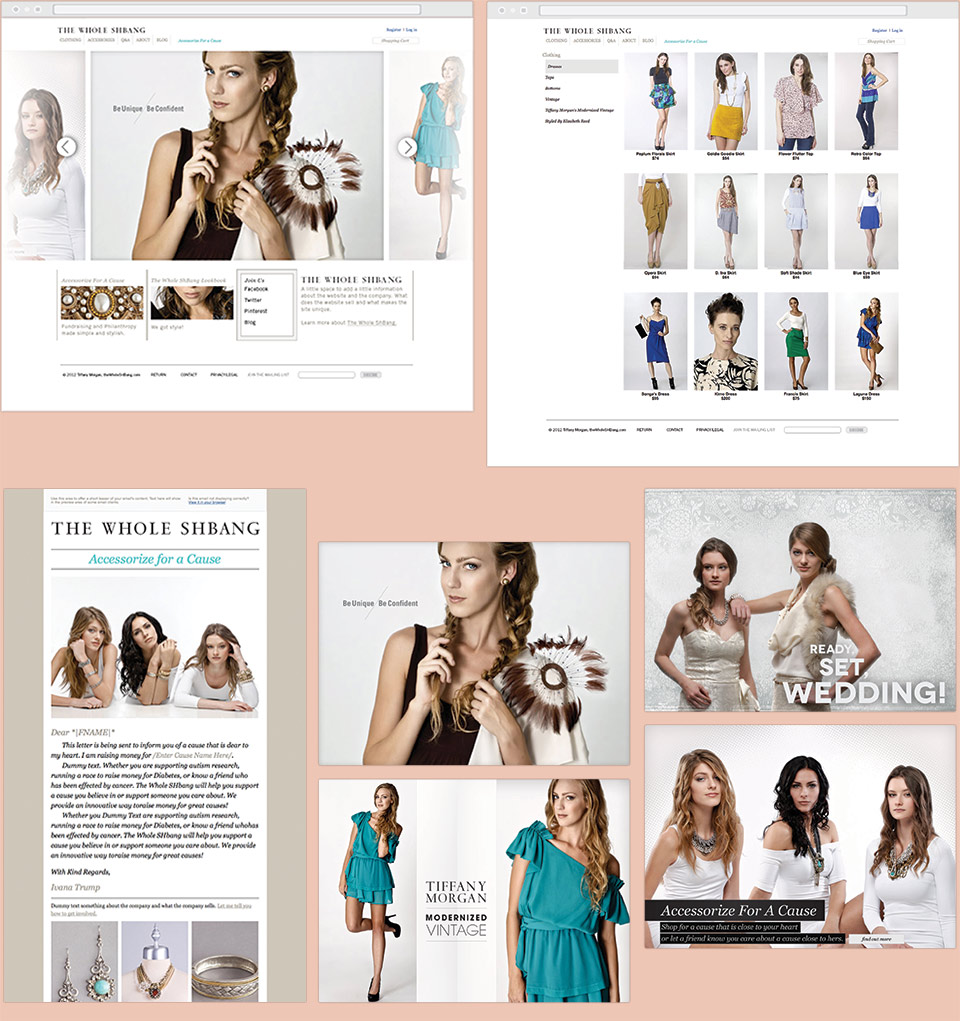 THE WHOLE SHBANG
Register | Log in
CLOTHING ACCESSORIES Q&A ABOUT BLOG Accessorize For a Cause
Shopping Cart
Be Unique / Be Confident
Accessorize For A Cause
Fundraising and Philanthropy
made simple and stylish.
The Whole ShBang Lookbook
We got style!
Join Us
Facebook
Twitter
Pinterest
Blog
THE WHOLE SHBANG
A little space to add a little information
about the website and the company. What
does the website sell and what makes the
site unique.
Learn more about The Whole ShBang.
© 2012 Tiffany Morgan, theWholeSHBang.com RETURN CONTACT PRIVACY/LEGAL JOIN THE MAILING LIST
THE WHOLE SHBANG
Register | Log in
CLOTHING ACCESSORIES Q&A ABOUT BLOG Accessorize For a Cause
Shopping Cart
Clothing
Dresses
Tops
Bottoms
Vintage
Tiffany Morgan's Modernized Vintage
Styled By Elizabeth Reed
Peplum Florals Skirt
$74
Goldie Goodie Skirt
$54
Flower Flutter Top
$74
Retro Color Top
$64
Opera Skirt
$94
D. Ina Skirt
$44
Soft Shade Skirt
$44
Blue Eye Skirt
$38
Sanya's Dress
$95
Kime Dress
$200
Francis Skirt
$75
Laguna Dress
$150
© 2012 Tiffany Morgan, theWholeSHBang.com RETURN CONTACT PRIVACY/LEGAL JOIN THE MAILING LIST
Use this area to offer a short teaser of your email's content. Text here will show
in the preview area of some email clients.
Is this email not displaying correctly?
View it in your browser
THE WHOLE SHBANG
Accessorize for a Cause
Dear *|FNAME|*
This letter is being sent to inform you of a cause that is dear to
my heart. I am raising money for /Enter Cause Name Here/.
Dummy text. Whether you are supporting autism research,
running a race to raise money for Diabetes, or know a friend who
has been effected by cancer. The Whole SHbang will help you support
a cause you believe in or support someone you care about. We
provide an innovative way toraise money for great causes!
Whether you Dummy Text are supporting autism research,
running a race to raise money for Diabetes, or know a friend whohas
been effected by cancer. The Whole SHbang will help you support a
cause you believe in or support someone you care about. We provide
an innovative way toraise money for great causes!
With Kind Regards,
Ivana Trump
Dummy text something about the company and what the company sells. Let me tell you
how to get involved.
Be Unique / Be Confident
TIFFANY
MORGAN
MODERNIZED
VINTAGE
READY,
SET
WEDDING!
Accessorize For A Cause
Shop for a cause that is close to your heart
or let a friend know you care about a cause close to hers.
find out more